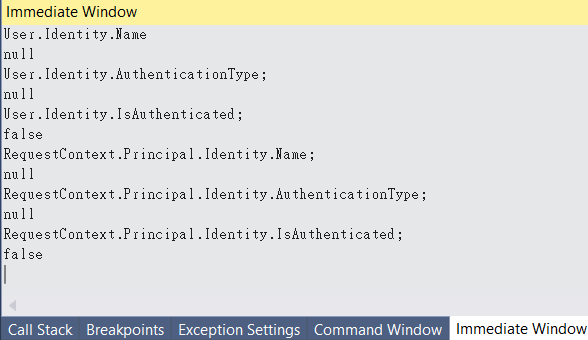 Immediate Window
User.Identity.Name
null
User.Identity.AuthenticationType;
null
User.Identity.IsAuthenticated;
false
RequestContext.Principal.Identity.Name;
null
RequestContext.Principal.Identity.AuthenticationType;
null
RequestContext.Principal.Identity.IsAuthenticated;
false
Call Stack Breakpoints Exception Settings Command Window Immediate Window